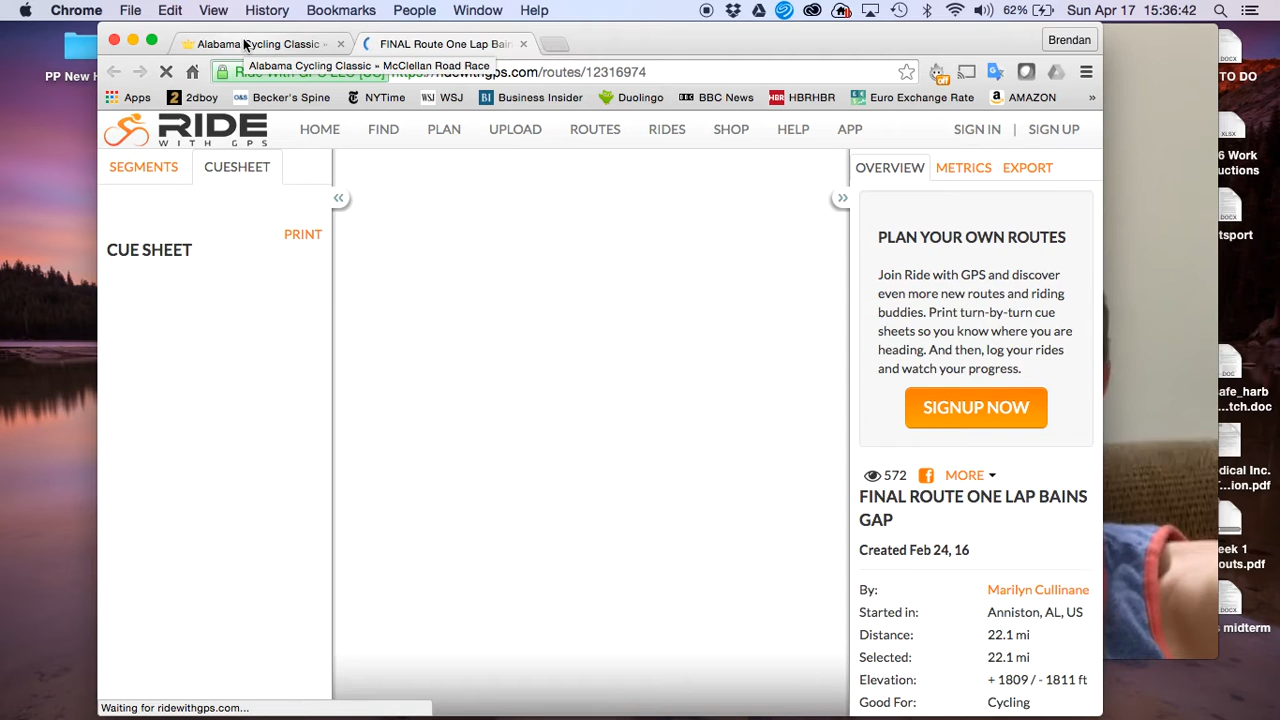 Chrome File Edit View History Bookmarks People Window Help 62% Sun Apr 17 15:36:42
Alabama Cycling Classic » FINAL Route One Lap Bain Brendan
Alabama Cycling Classic » McClellan Road Race
https://ridewithgps.com/routes/12316974
Apps 2dboy Becker's Spine NYTime WSJ Business Insider Duolingo BBC News HBRHBR Euro Exchange Rate AMAZON »
RIDE WITH GPS HOME FIND PLAN UPLOAD ROUTES RIDES SHOP HELP APP SIGN IN | SIGN UP
SEGMENTS CUESHEET
PRINT
CUE SHEET
OVERVIEW METRICS EXPORT
PLAN YOUR OWN ROUTES
Join Ride with GPS and discover
even more new routes and riding
buddies. Print turn-by-turn cue
sheets so you know where you are
heading. And then, log your rides
and watch your progress.
SIGNUP NOW
572 MORE
FINAL ROUTE ONE LAP BAINS
GAP
Created Feb 24, 16
By: Marilyn Cullinane
Started in: Anniston, AL, US
Distance: 22.1 mi
Selected: 22.1 mi
Elevation: + 1809 / - 1811 ft
Good For: Cycling
Waiting for ridewithgps.com...
PP New H
TO DO
XLSX
6 Work
uctions
DOC
tsport
DOC
afe_harb
...tch.doc
dical Inc.
...ion.pdf
eek 1
outs.pdf
DOC
s midterm